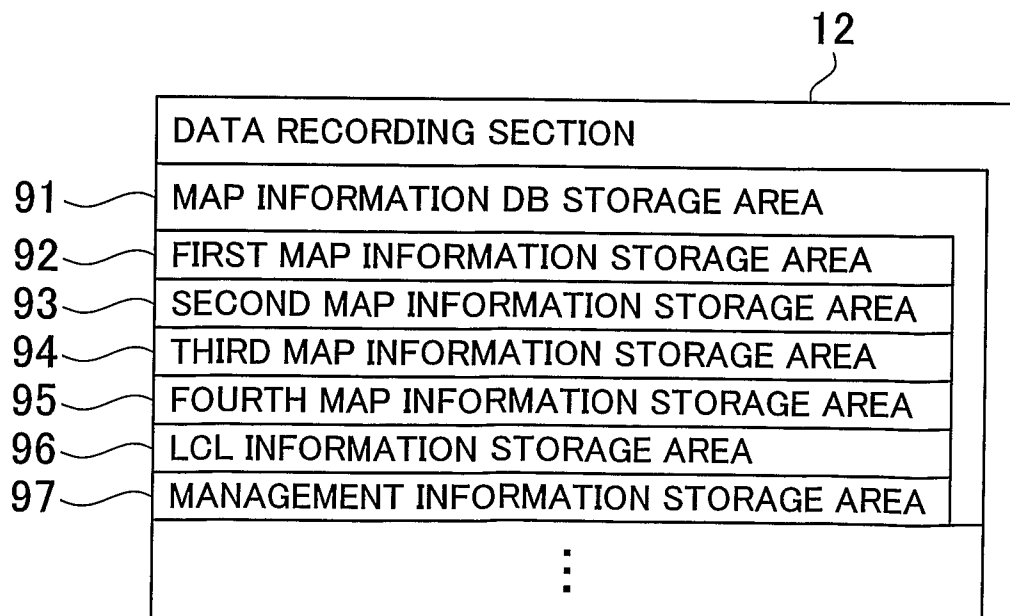 12
DATA RECORDING SECTION
91 MAP INFORMATION DB STORAGE AREA
92 FIRST MAP INFORMATION STORAGE AREA
93 SECOND MAP INFORMATION STORAGE AREA
94 THIRD MAP INFORMATION STORAGE AREA
95 FOURTH MAP INFORMATION STORAGE AREA
96 LCL INFORMATION STORAGE AREA
97 MANAGEMENT INFORMATION STORAGE AREA
⋮